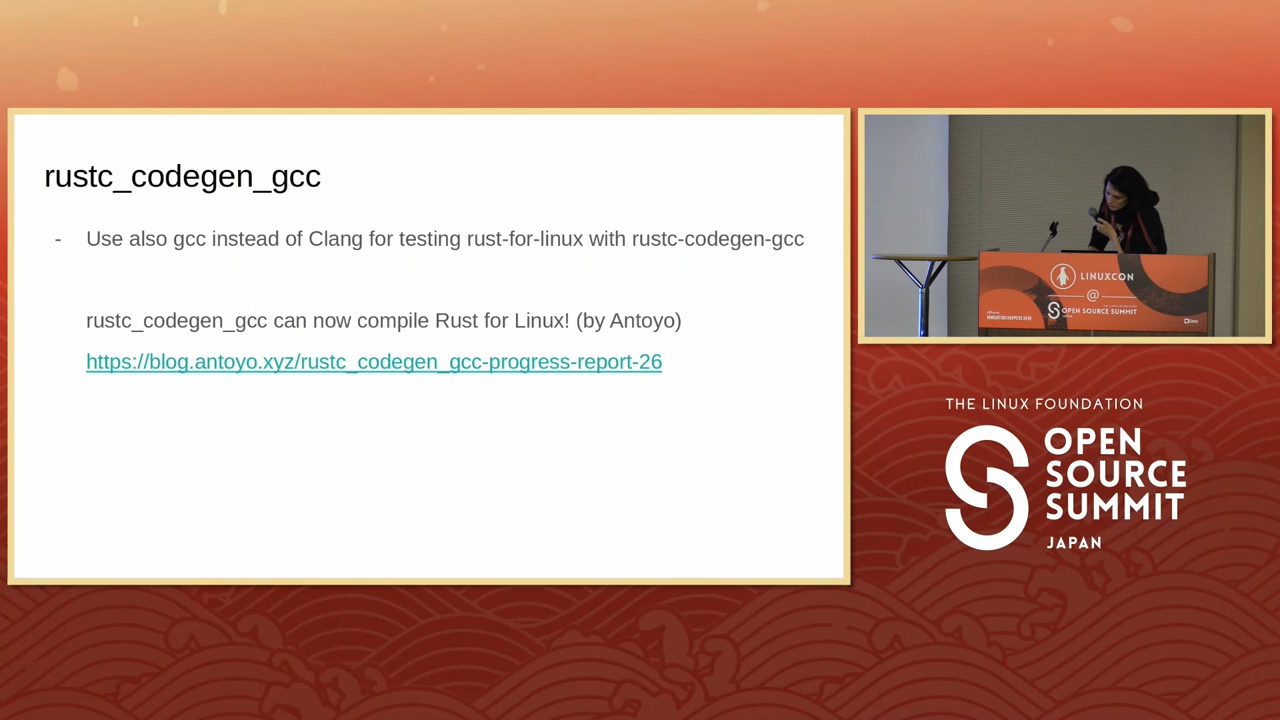 rustc_codegen_gcc
- Use also gcc instead of Clang for testing rust-for-linux with rustc-codegen-gcc
rustc_codegen_gcc can now compile Rust for Linux! (by Antoyo)
https://blog.antoyo.xyz/rustc_codegen_gcc-progress-report-26
LINUXCON
@
OPEN SOURCE SUMMIT
THE LINUX FOUNDATION
OPEN
SOURCE
SUMMIT
JAPAN